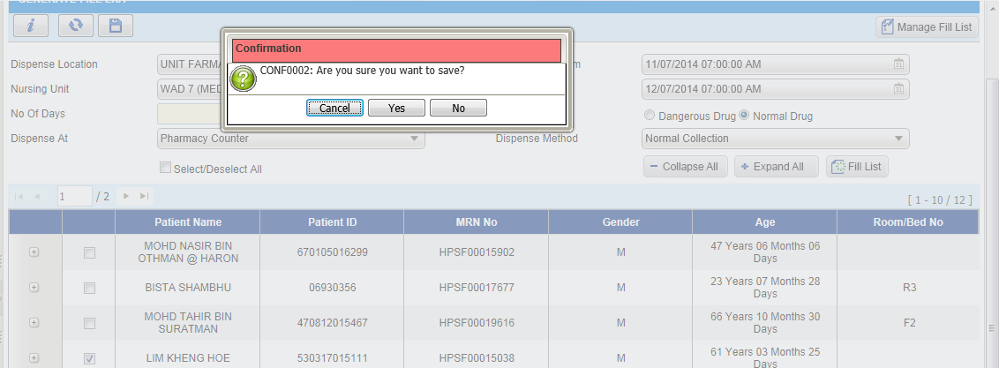 GENERATE FILL LIST
Manage Fill List
Confirmation
CONF0002: Are you sure you want to save?
Cancel Yes No
Dispense Location UNIT FARMA 11/07/2014 07:00:00 AM
Nursing Unit WAD 7 (MED 12/07/2014 07:00:00 AM
No Of Days Dangerous Drug Normal Drug
Dispense At Pharmacy Counter Dispense Method Normal Collection
Select/Deselect All Collapse All Expand All Fill List
1 / 2 [ 1 - 10 / 12 ]
Patient Name Patient ID MRN No Gender Age Room/Bed No
MOHD NASIR BIN
OTHMAN @ HARON 670105016299 HPSF00015902 M 47 Years 06 Months 06
Days
BISTA SHAMBHU 06930356 HPSF00017677 M 23 Years 07 Months 28
Days R3
MOHD TAHIR BIN
SURATMAN 470812015467 HPSF00019616 M 66 Years 10 Months 30
Days F2
LIM KHENG HOE 530317015111 HPSF00015038 M 61 Years 03 Months 25
Days